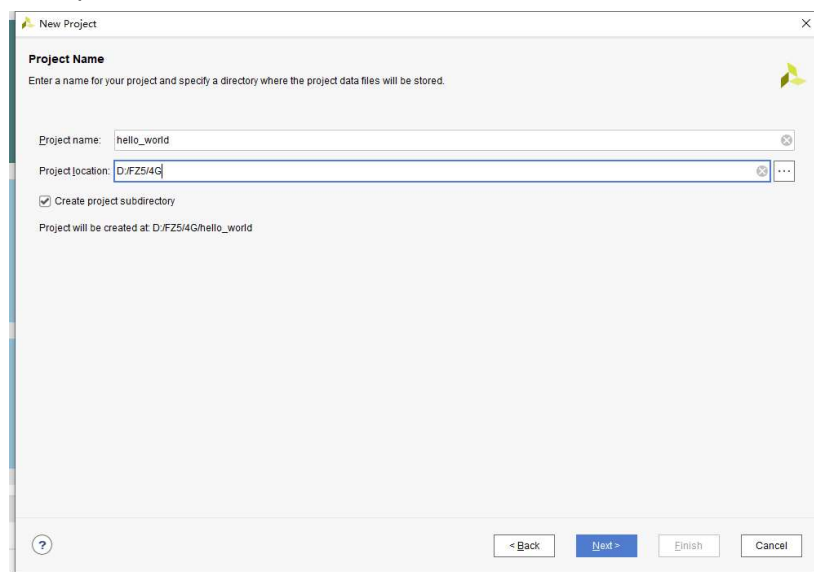 New Project
Project Name
Enter a name for your project and specify a directory where the project data files will be stored.
Project name: hello_world
Project location: D:/FZ5/4G
Create project subdirectory
Project will be created at: D:/FZ5/4G/hello_world
? < Back Next > Finish Cancel